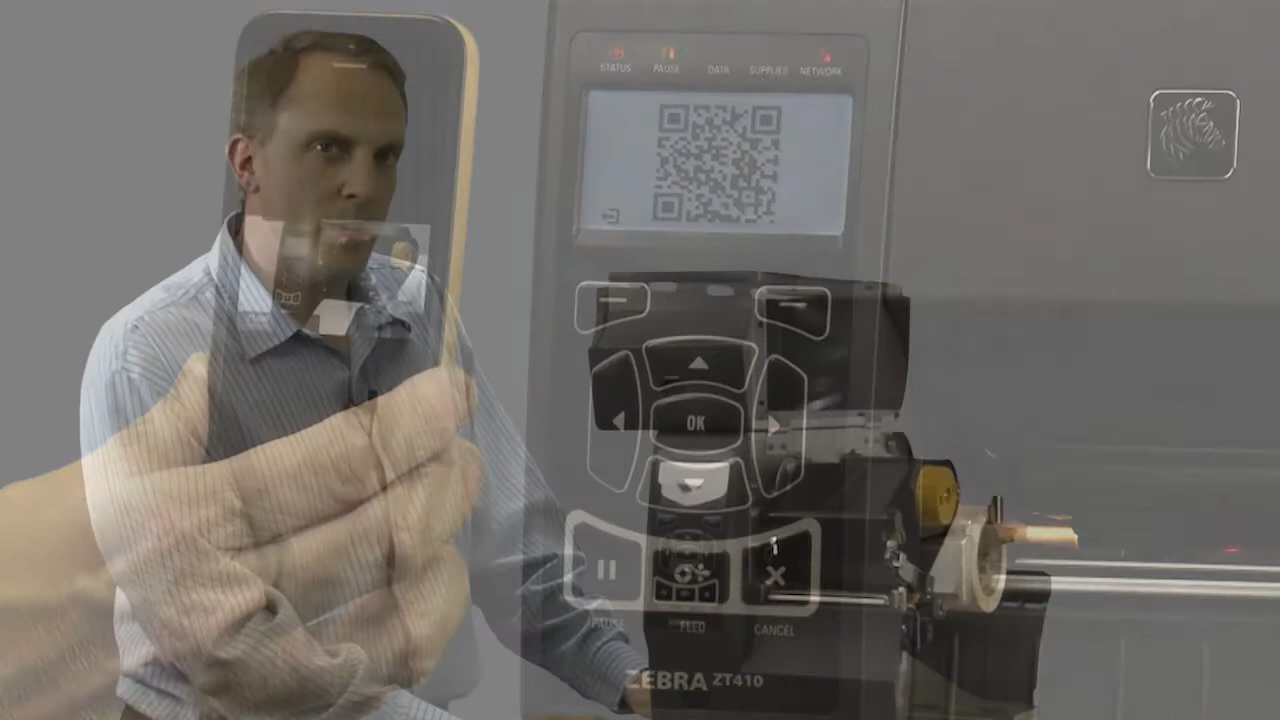 STATUS PAUSE DATA SUPPLIES NETWORK
OK
PAUSE FEED CANCEL
ZEBRA ZT410